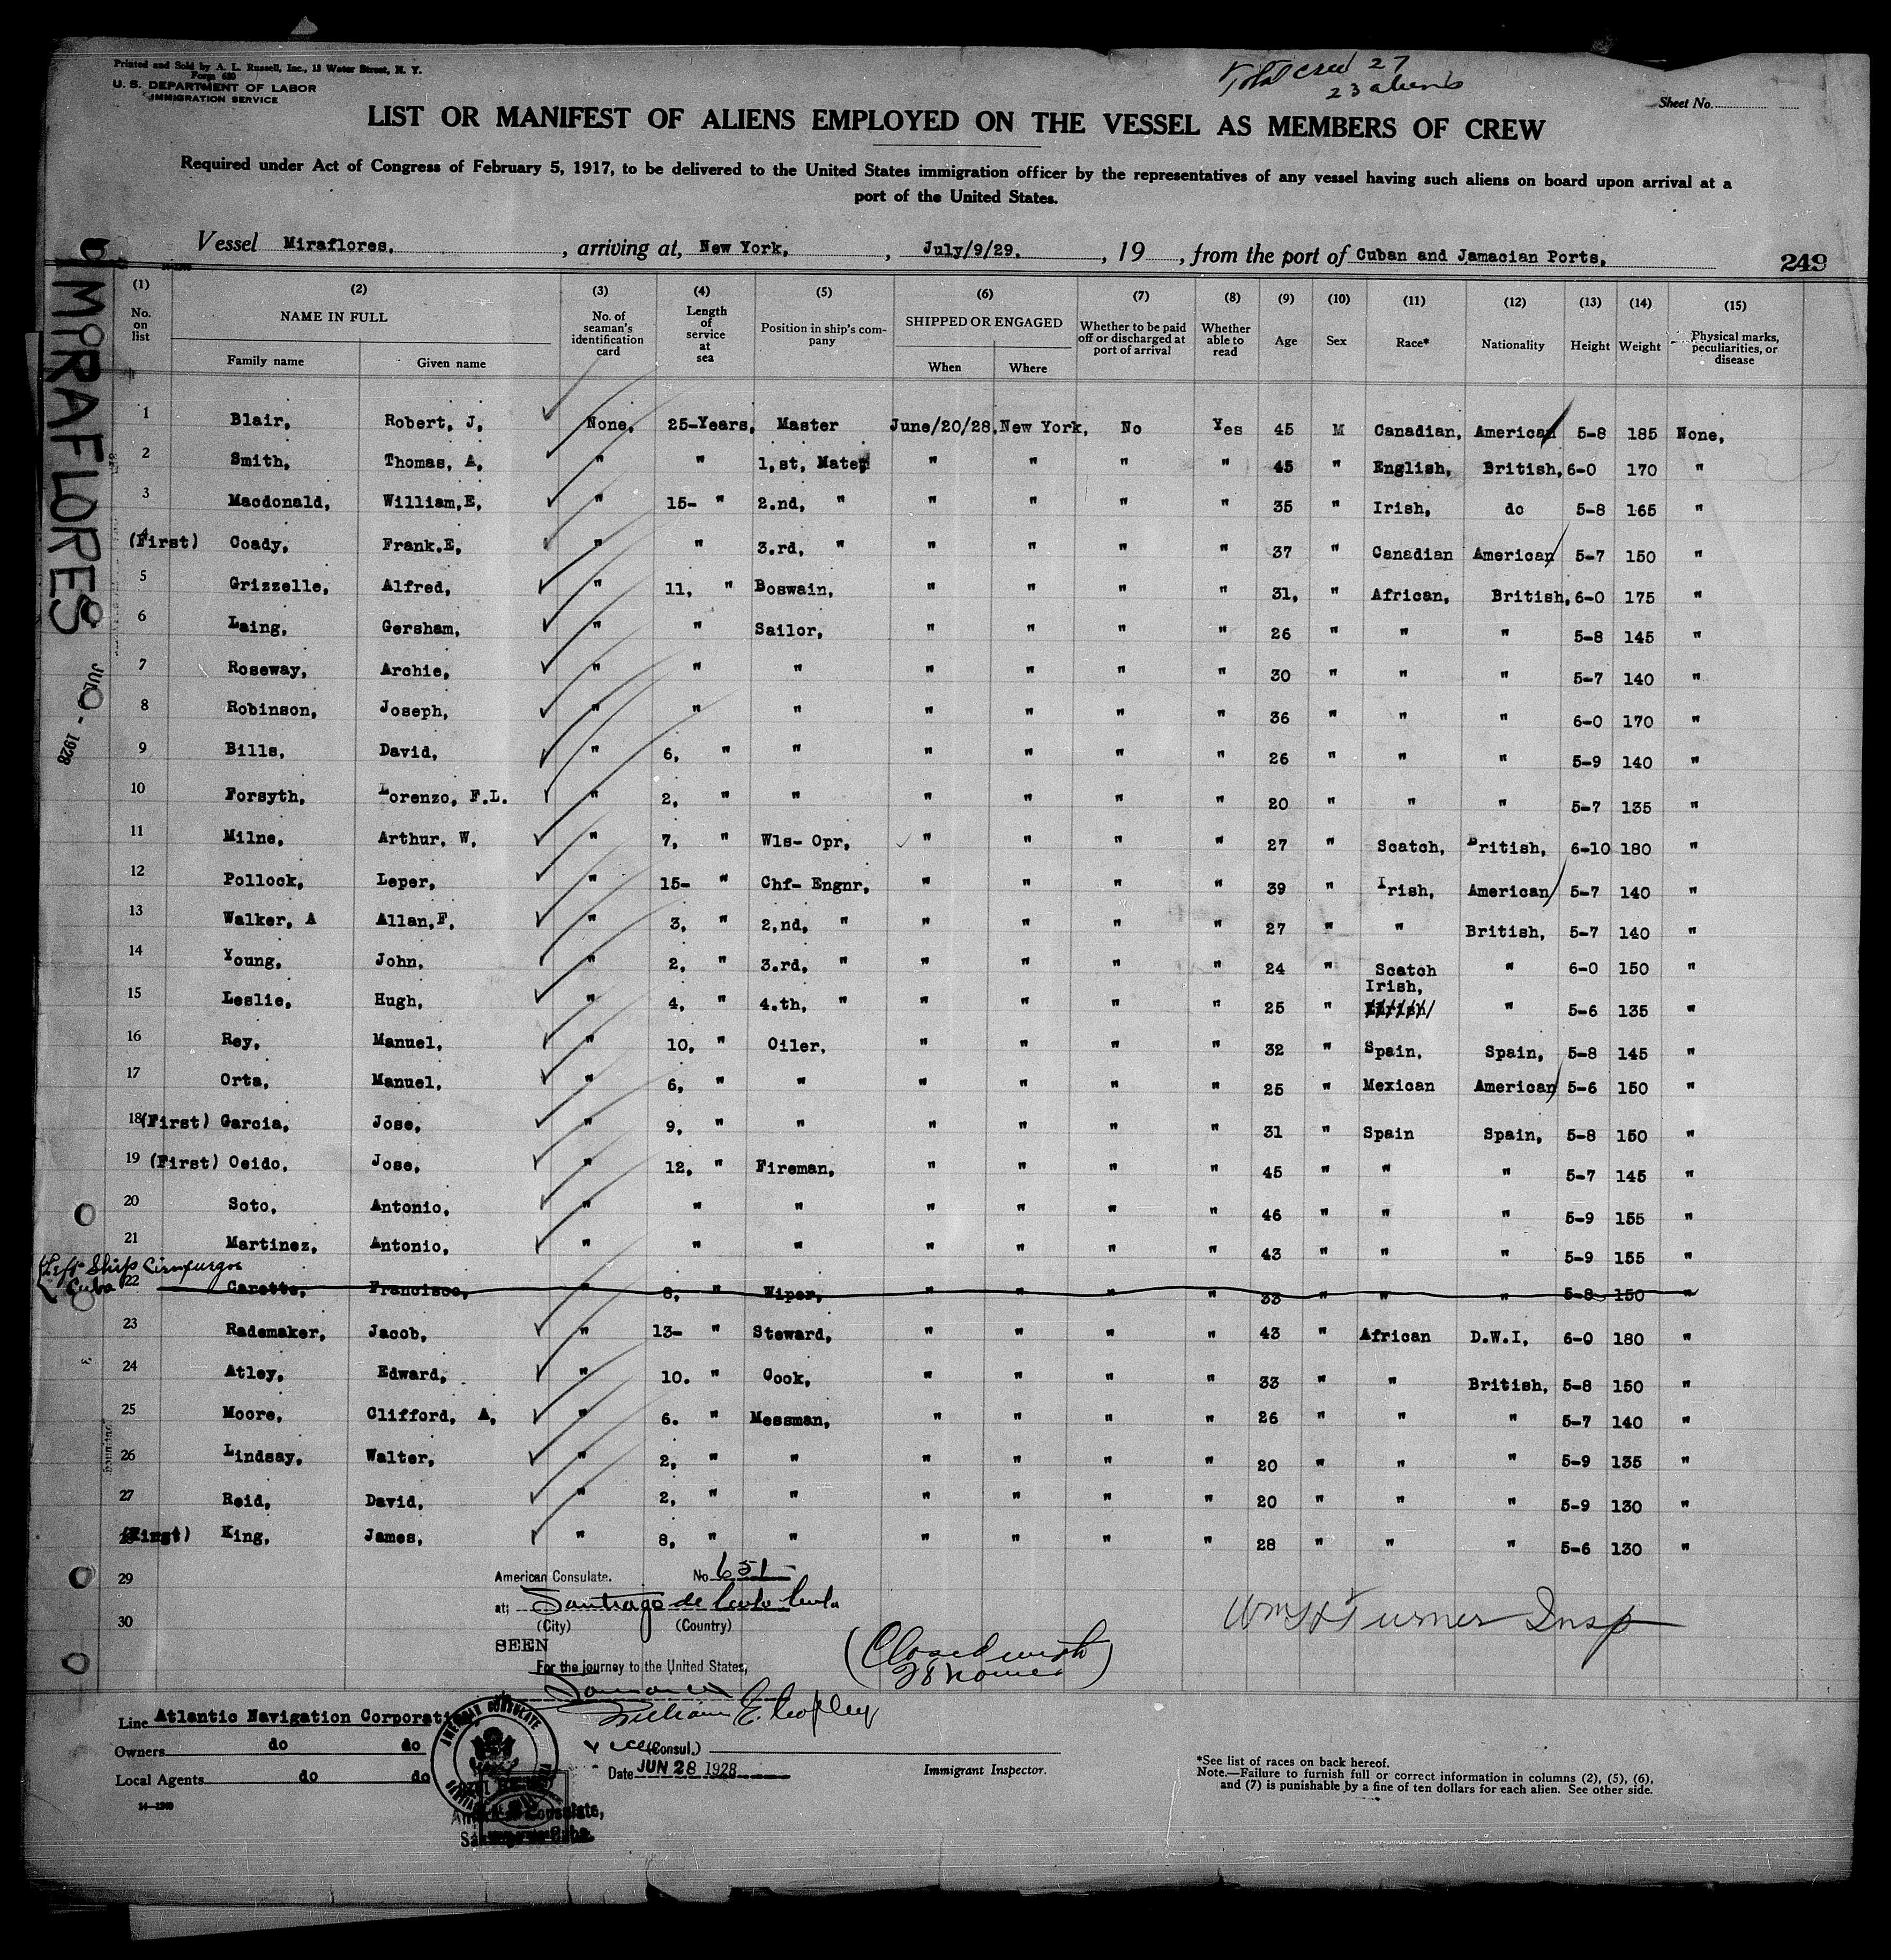 Printed and Sold by A. L. Russell, Inc., 13 Water Street, N. Y.
Form 630
U. S. DEPARTMENT OF LABOR
IMMIGRATION SERVICE
Total crew 27
23 aliens
Sheet No.
LIST OR MANIFEST OF ALIENS EMPLOYED ON THE VESSEL AS MEMBERS OF CREW
Required under Act of Congress of February 5, 1917, to be delivered to the United States immigration officer by the representatives of any vessel having such aliens on board upon arrival at a
port of the United States.
Vessel Miraflores, , arriving at, New York, , July/9/29. , 19 , from the port of Cuban and Jamacian Ports,
249
MIRAFLORES
1928
(1) (2) (3) (4) (5) (6) (7) (8) (9) (10) (11) (12) (13) (14) (15)
No. on list NAME IN FULL Family name Given name No. of seaman's identification card Length of service at sea Position in ship's company SHIPPED OR ENGAGED When Where Whether to be paid off or discharged at port of arrival Whether able to read Age Sex Race* Nationality Height Weight Physical marks, peculiarities, or disease
1 Blair, Robert, J, None, 25-Years, Master June/20/28, New York, No Yes 45 M Canadian, American 5-8 185 None,
2 Smith, Thomas, A, " " 1,st, Mate, " " " " 45 " English, British, 6-0 170 "
3 Macdonald, William,E, " 15- " 2.nd, " " " " " 35 " Irish, do 5-8 165 "
4 (First) Coady, Frank.E, " " 3.rd, " " " " " 37 " Canadian American 5-7 150 "
5 Grizzelle, Alfred, " 11, " Boswain, " " " " 31, " African, British, 6-0 175 "
6 Laing, Gersham, " " Sailor, " " " " 26 " " " 5-8 145 "
7 Roseway, Archie, " " " " " " " 30 " " " 5-7 140 "
8 Robinson, Joseph, " " " " " " " 36 " " " 6-0 170 "
9 Bills, David, " 6, " " " " " " 26 " " " 5-9 140 "
10 Forsyth, Lorenzo, F.L. " 2, " " " " " " 20 " " " 5-7 135 "
11 Milne, Arthur, W, " 7, " Wls- Opr, " " " " 27 " Scatch, British, 6-10 180 "
12 Pollock, Leper, " 15- " Chf- Engnr, " " " " 39 " Irish, American 5-7 140 "
13 Walker, A Allan,F, " 3, " 2,nd, " " " " " 27 " " British, 5-7 140 "
14 Young, John, " 2, " 3.rd, " " " " " 24 " Scatch " 6-0 150 "
15 Leslie, Hugh, " 4, " 4.th, " " " " " 25 " Irish, " 5-6 135 "
16 Rey, Manuel, " 10, " Oiler, " " " " 32 " Spain, Spain, 5-8 145 "
17 Orta, Manuel, " 6, " " " " " " 25 " Mexican American 5-6 150 "
18 (First) Garcia, Jose, 9, " " " " " " 31 " Spain Spain, 5-8 150 "
19 (First) Oeido, Jose, " 12, " Fireman, " " " " 45 " " " 5-7 145 "
20 Soto, Antonio, " " " " " " " 46 " " " 5-9 155 "
21 Martinez, Antonio, " " " " " " " 43 " " " 5-9 155 "
(Left Ship
Cuba
22 Garette, Francisco, 8, " Wiper, " " " " 33 " " " 5-8 150 "
23 Rademaker, Jacob, " 13- " Steward, " " " " 43 " African D.W.I, 6-0 180 "
24 Atley, Edward, " 10. " Cook, " " " " 33 " " British, 5-8 150 "
25 Moore, Clifford, A, " 6. " Messman, " " " " 26 " " " 5-7 140 "
26 Lindsay, Walter, " 2, " " " " " " 20 " " " 5-9 135 "
27 Reid, David, " 2, " " " " " " 20 " " " 5-9 130 "
28 (First) King, James, " 8, " " " " " " 28 " " " 5-6 130 "
29
30
American Consulate. No. 651
at; Santiago de Cuba Cuba
(City) (Country)
SEEN
For the journey to the United States,
(Closed with
28 names)
Wm H Turner Insp
Vice (Consul.)
Date JUN 28 1928
Immigrant Inspector.
Line Atlantic Navigation Corporation,
Owners do do
Local Agents do do
14—1240
AMERICAN CONSULATE
American Consulate,
*See list of races on back hereof.
Note.—Failure to furnish full or correct information in columns (2), (5), (6),
and (7) is punishable by a fine of ten dollars for each alien. See other side.